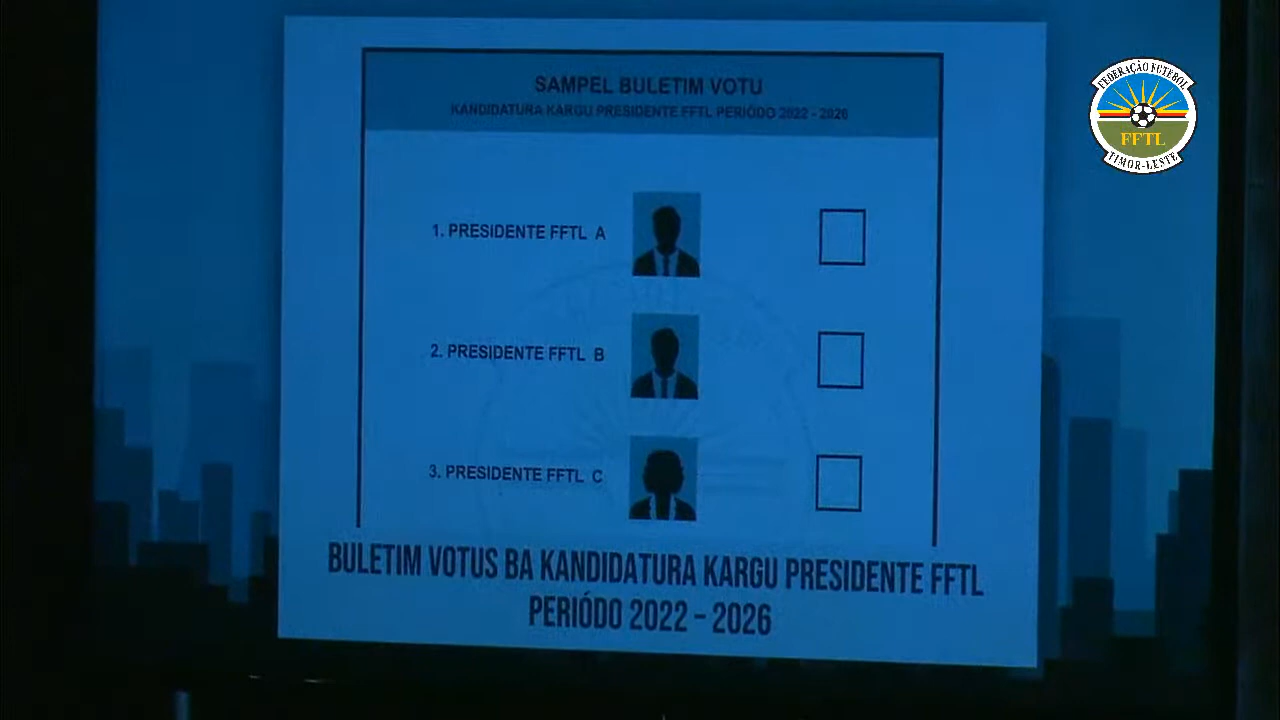 SAMPEL BULETIM VOTU
KANDIDATURA KARGU PRESIDENTE FFTL PERIÓDO 2022 - 2026
1. PRESIDENTE FFTL A
2. PRESIDENTE FFTL B
3. PRESIDENTE FFTL C
BULETIM VOTUS BA KANDIDATURA KARGU PRESIDENTE FFTL
PERIÓDO 2022 - 2026
FEDERAÇÃO FUTEBOL
FFTL
TIMOR-LESTE